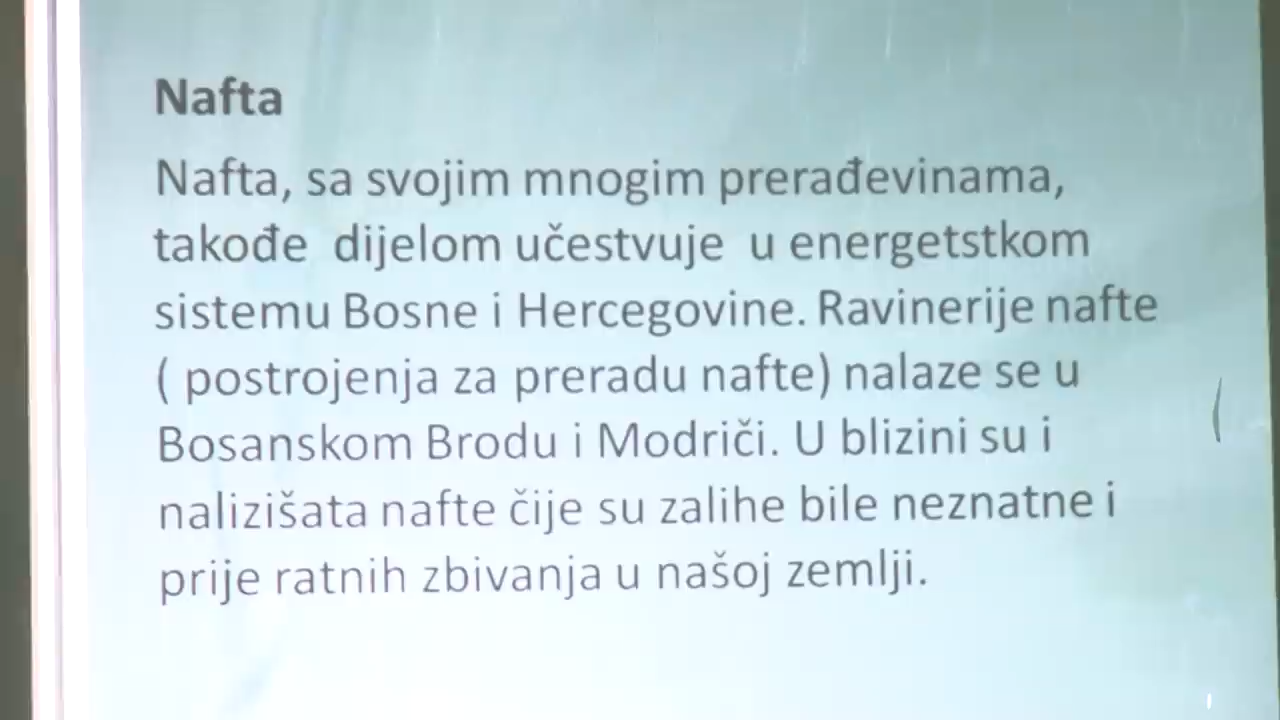 Nafta
Nafta, sa svojim mnogim prerađevinama,
takođe  dijelom učestvuje  u energetstkom
sistemu Bosne i Hercegovine. Ravinerije nafte
( postrojenja za preradu nafte) nalaze se u
Bosanskom Brodu i Modriči. U blizini su i
nalizišata nafte čije su zalihe bile neznatne i
prije ratnih zbivanja u našoj zemlji.